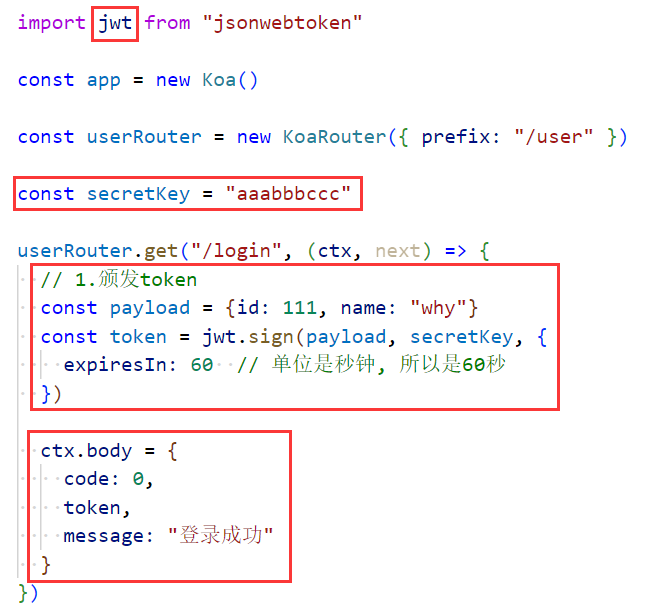 import jwt from "jsonwebtoken"
const app = new Koa()
const userRouter = new KoaRouter({ prefix: "/user" })
const secretKey = "aaabbbccc"
userRouter.get("/login", (ctx, next) => {
// 1.颁发token
const payload = {id: 111, name: "why"}
const token = jwt.sign(payload, secretKey, {
expiresIn: 60 // 单位是秒钟, 所以是60秒
})
ctx.body = {
code: 0,
token,
message: "登录成功"
}
})